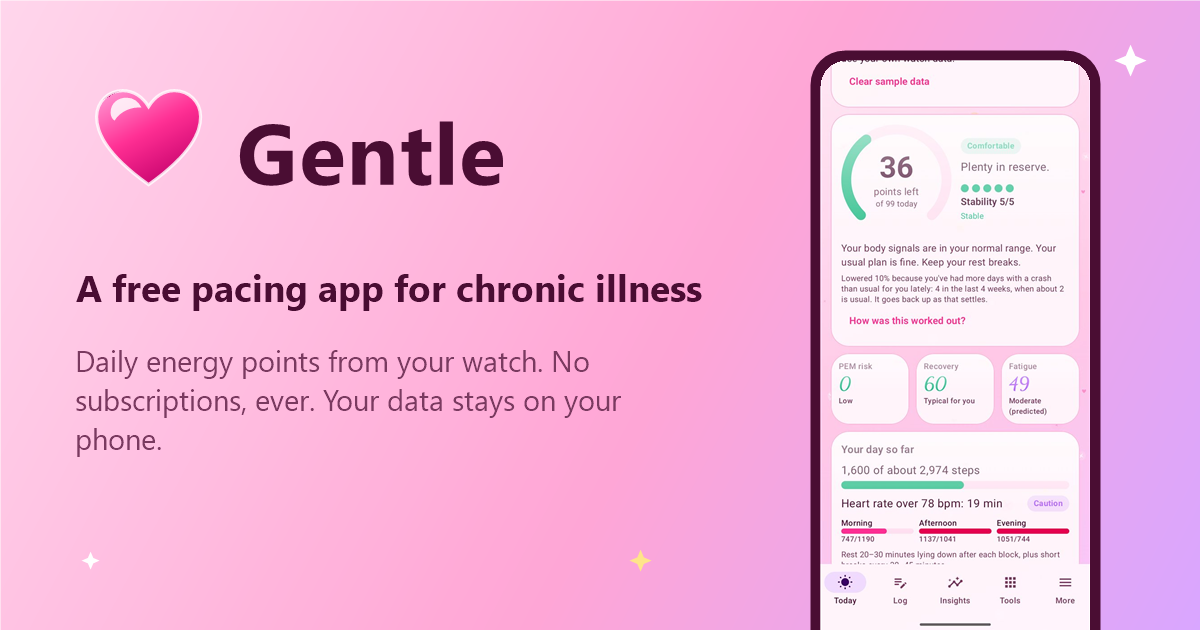 Gentle
A free pacing app for chronic illness
Daily energy points from your watch. No
subscriptions, ever. Your data stays on your
phone.
use your own watch data.
Clear sample data
36
points left
of 99 today
Comfortable
Plenty in reserve.
Stability 5/5
Stable
Your body signals are in your normal range. Your
usual plan is fine. Keep your rest breaks.
Lowered 10% because you've had more days with a crash
than usual for you lately: 4 in the last 4 weeks, when about 2
is usual. It goes back up as that settles.
How was this worked out?
PEM risk
0
Low
Recovery
60
Typical for you
Fatigue
49
Moderate
(predicted)
Your day so far
1,600 of about 2,974 steps
Heart rate over 78 bpm: 19 min
Caution
Morning
747/1190
Afternoon
1137/1041
Evening
1051/744
Rest 20–30 minutes lying down after each block, plus short
Today
Log
Insights
Tools
More